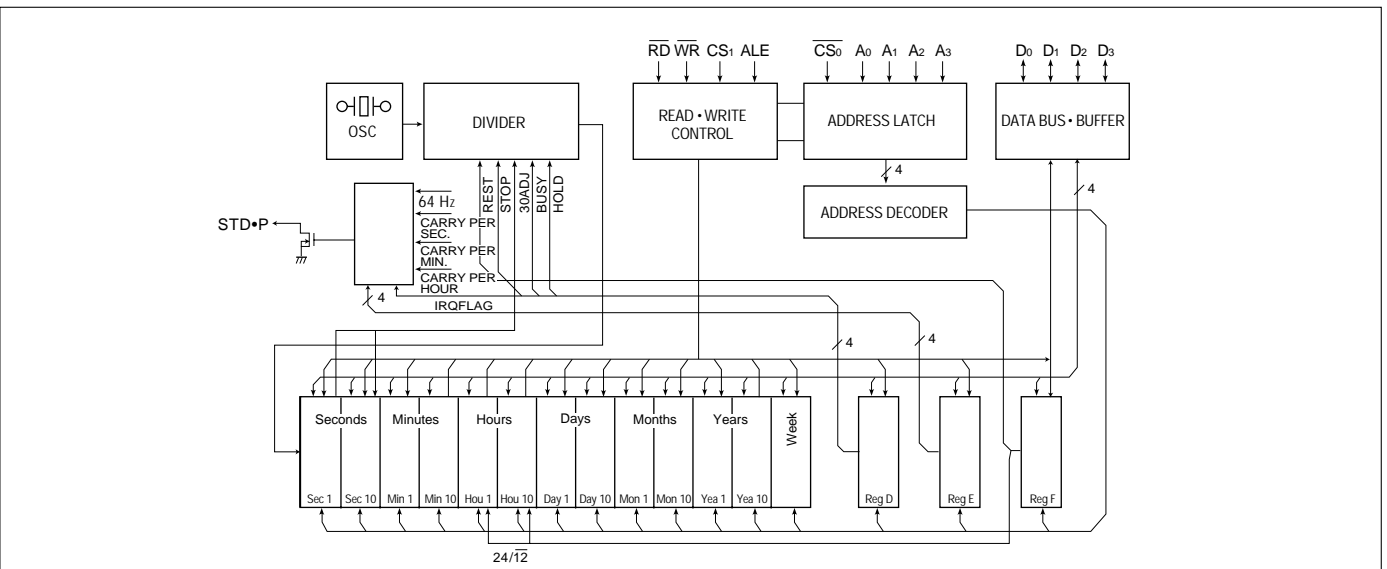 RD WR CS1 ALE
CS0 A0 A1 A2 A3
D0 D1 D2 D3
OSC
DIVIDER
READ • WRITE
CONTROL
ADDRESS LATCH
DATA BUS • BUFFER
4
4
ADDRESS DECODER
REST
STOP
30ADJ
BUSY
HOLD
STD•P
64 Hz
CARRY PER
SEC.
CARRY PER
MIN.
CARRY PER
HOUR
4
IRQFLAG
4
4
Seconds
Minutes
Hours
Days
Months
Years
Week
Sec 1
Sec 10
Min 1
Min 10
Hou 1
Hou 10
Day 1
Day 10
Mon 1
Mon 10
Yea 1
Yea 10
Reg D
Reg E
Reg F
24/12